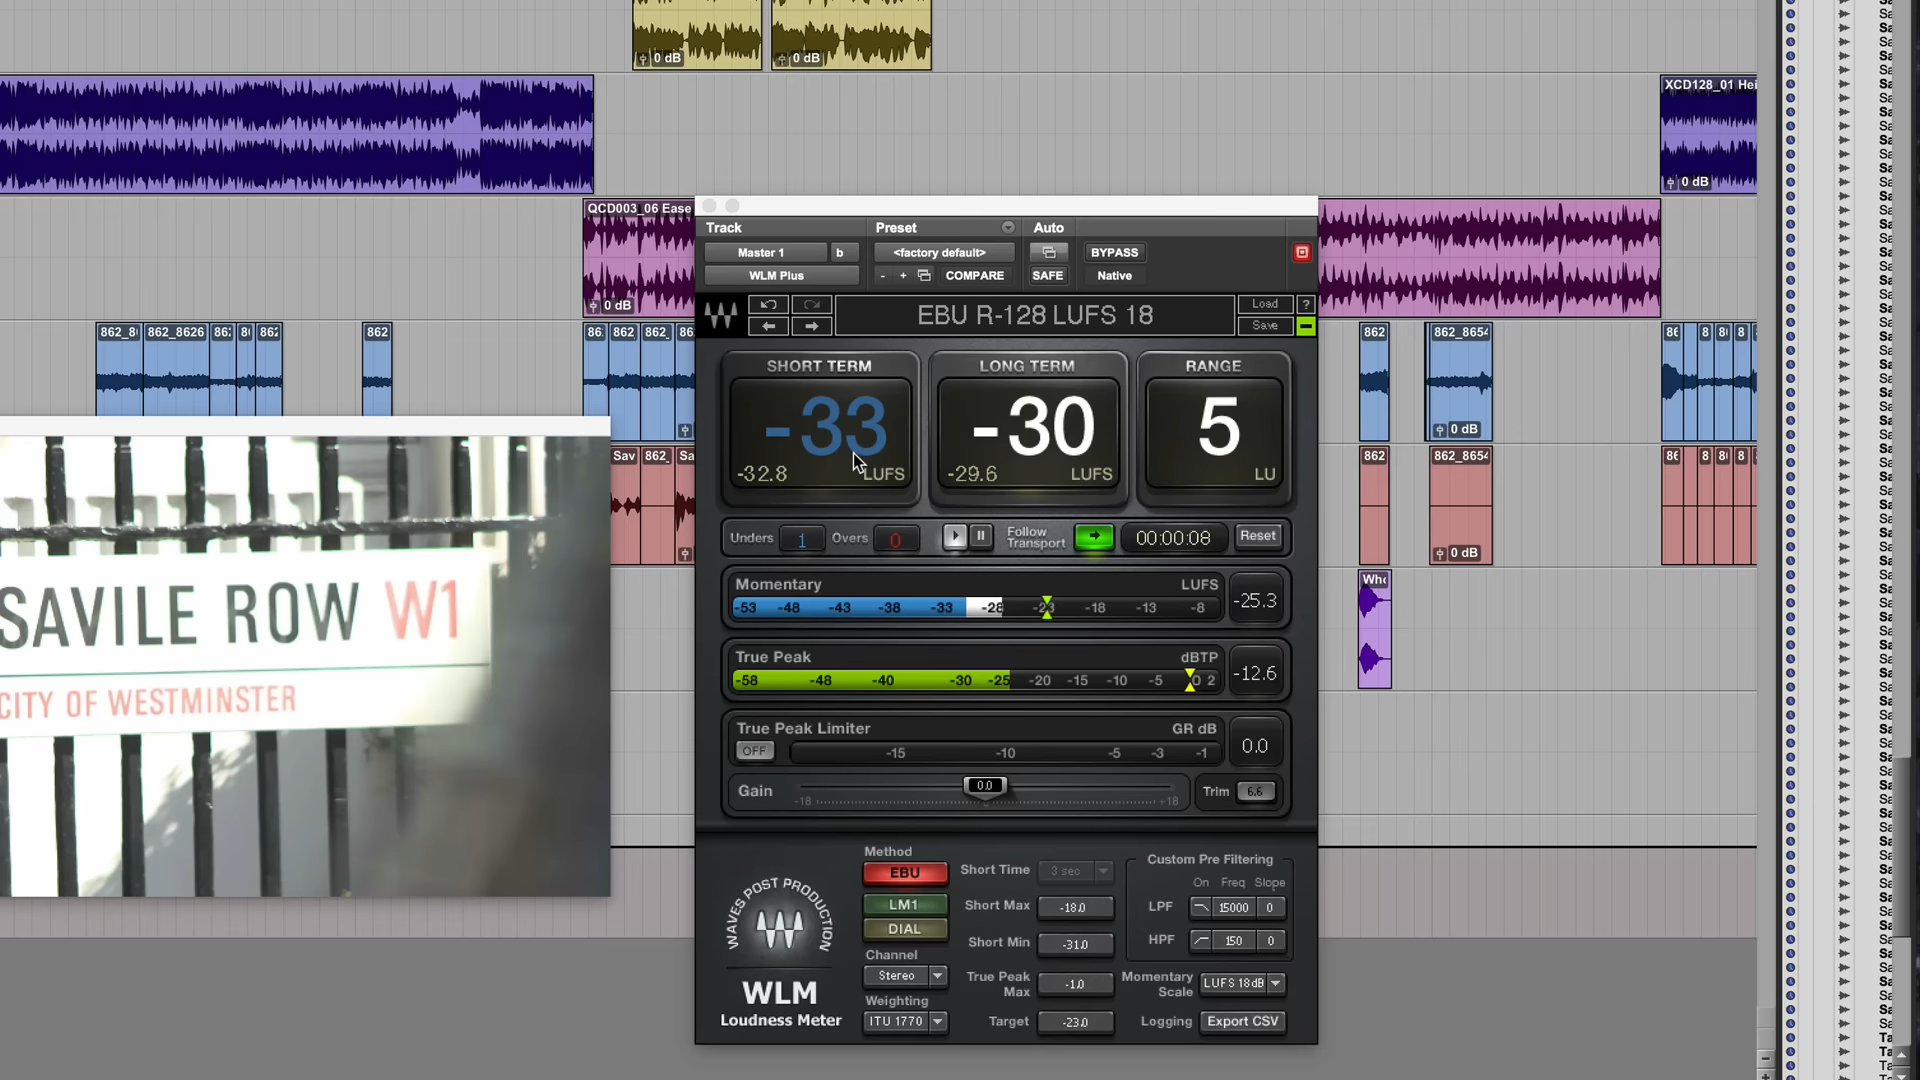 0 dB
0 dB
XCD128_01 Hei
0 dB
QCD003_06 Ease
0 dB
Track
Preset
Auto
Master 1
b
<factory default>
BYPASS
WLM Plus
- +
COMPARE
SAFE
Native
EBU R-128 LUFS 18
Load
?
Save
862_8626
862
862
862_
862
862_8654
0 dB
SHORT TERM
LONG TERM
RANGE
-33
-30
5
-32.8
LUFS
-29.6
LUFS
LU
Sav
862_
Sa
862
862_8654
0 dB
Unders
1
Overs
0
Follow
Transport
00:00:08
Reset
Momentary
LUFS
-53 -48 -43 -38 -33 -28 -23 -18 -13 -8
-25.3
True Peak
dBTP
-58 -48 -40 -30 -25 -20 -15 -10 -5 0 2
-12.6
True Peak Limiter
GR dB
OFF
-15 -10 -5 -3 -1
0.0
Gain
0.0
-18
+18
Trim
6.6
SAVILE ROW W1
CITY OF WESTMINSTER
WAVES POST PRODUCTION
WLM
Loudness Meter
Method
EBU
LM1
DIAL
Channel
Stereo
Weighting
ITU 1770
Short Time
3 sec
Short Max
-18.0
Short Min
-31.0
True Peak
Max
-1.0
Target
-23.0
Custom Pre Filtering
On Freq Slope
LPF
15000
0
HPF
150
0
Momentary
Scale
LUFS 18dB
Logging
Export CSV